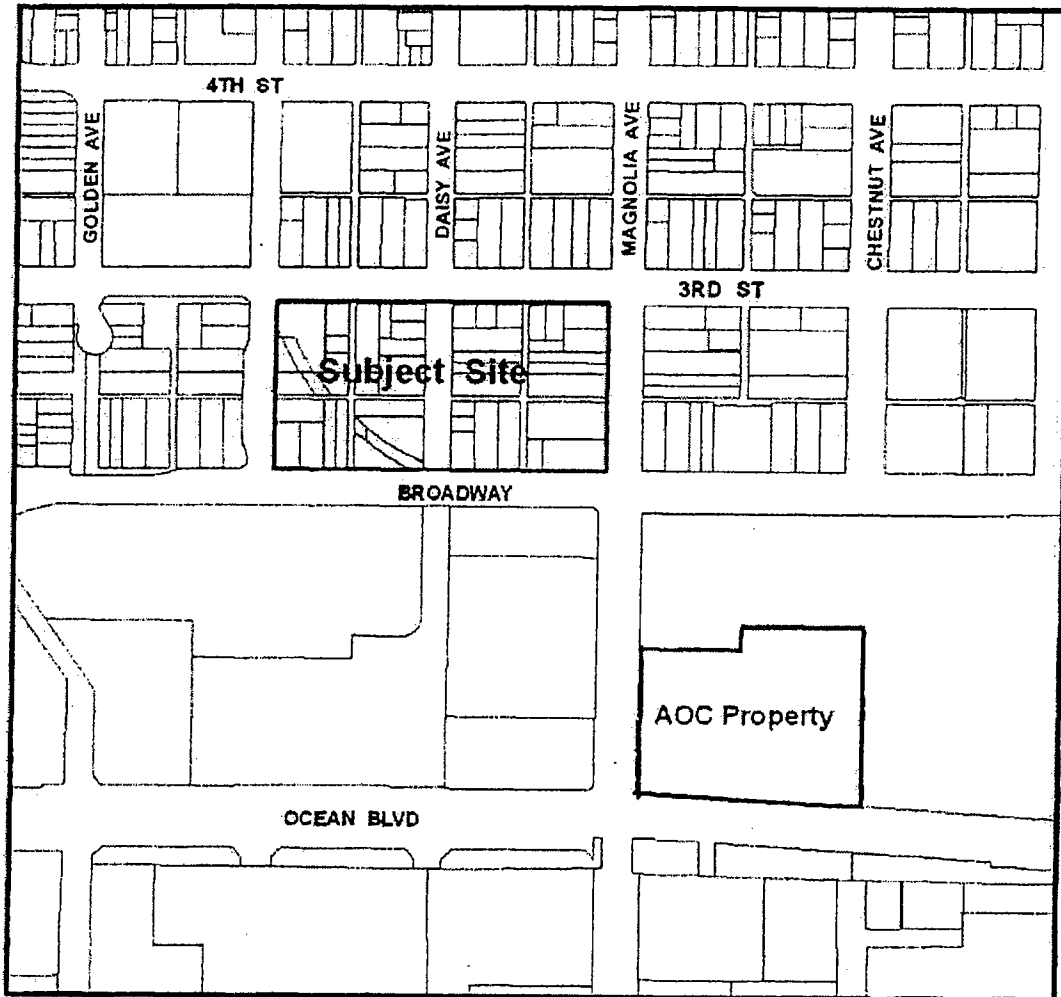 4TH ST
GOLDEN AVE
DAISY AVE
MAGNOLIA AVE
CHESTNUT AVE
3RD ST
Subject Site
BROADWAY
AOC Property
OCEAN BLVD